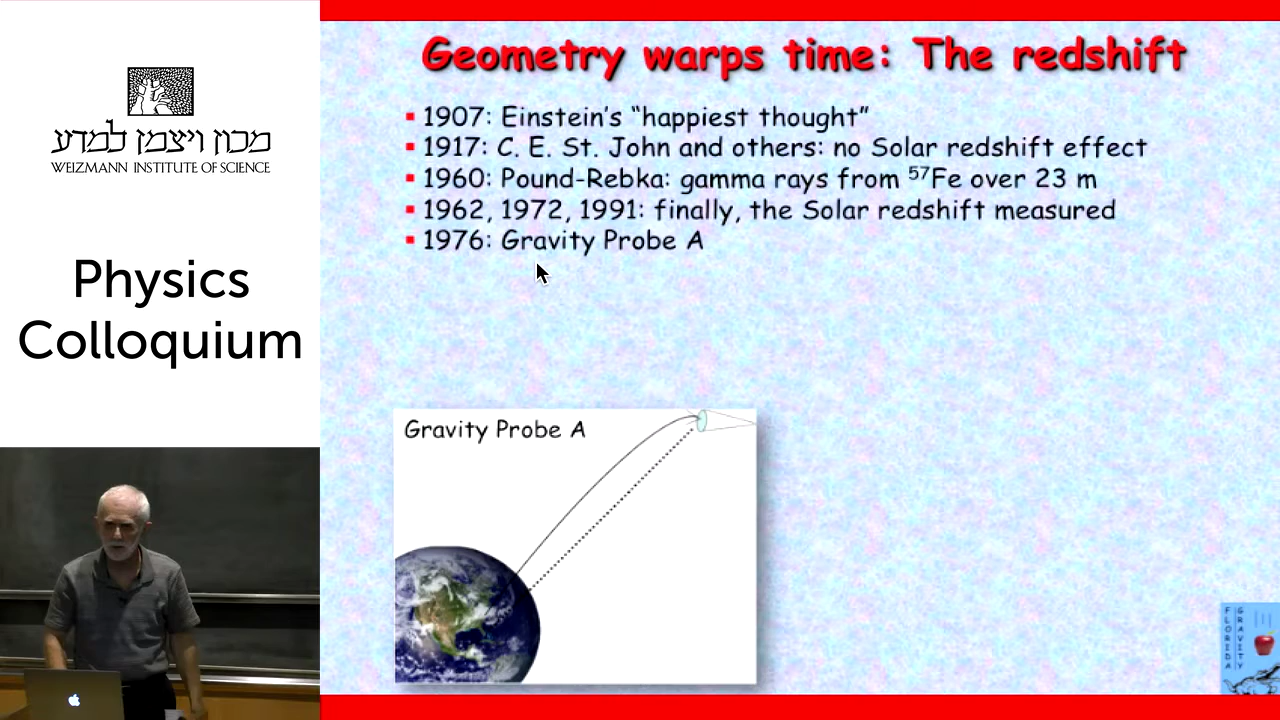 מכון ויצמן למדע
WEIZMANN INSTITUTE OF SCIENCE
Physics
Colloquium
Geometry warps time: The redshift
▪ 1907: Einstein’s “happiest thought”
▪ 1917: C. E. St. John and others: no Solar redshift effect
▪ 1960: Pound-Rebka: gamma rays from ⁵⁷Fe over 23 m
▪ 1962, 1972, 1991: finally, the Solar redshift measured
▪ 1976: Gravity Probe A
Gravity Probe A
FLORIDA
GRAVITY